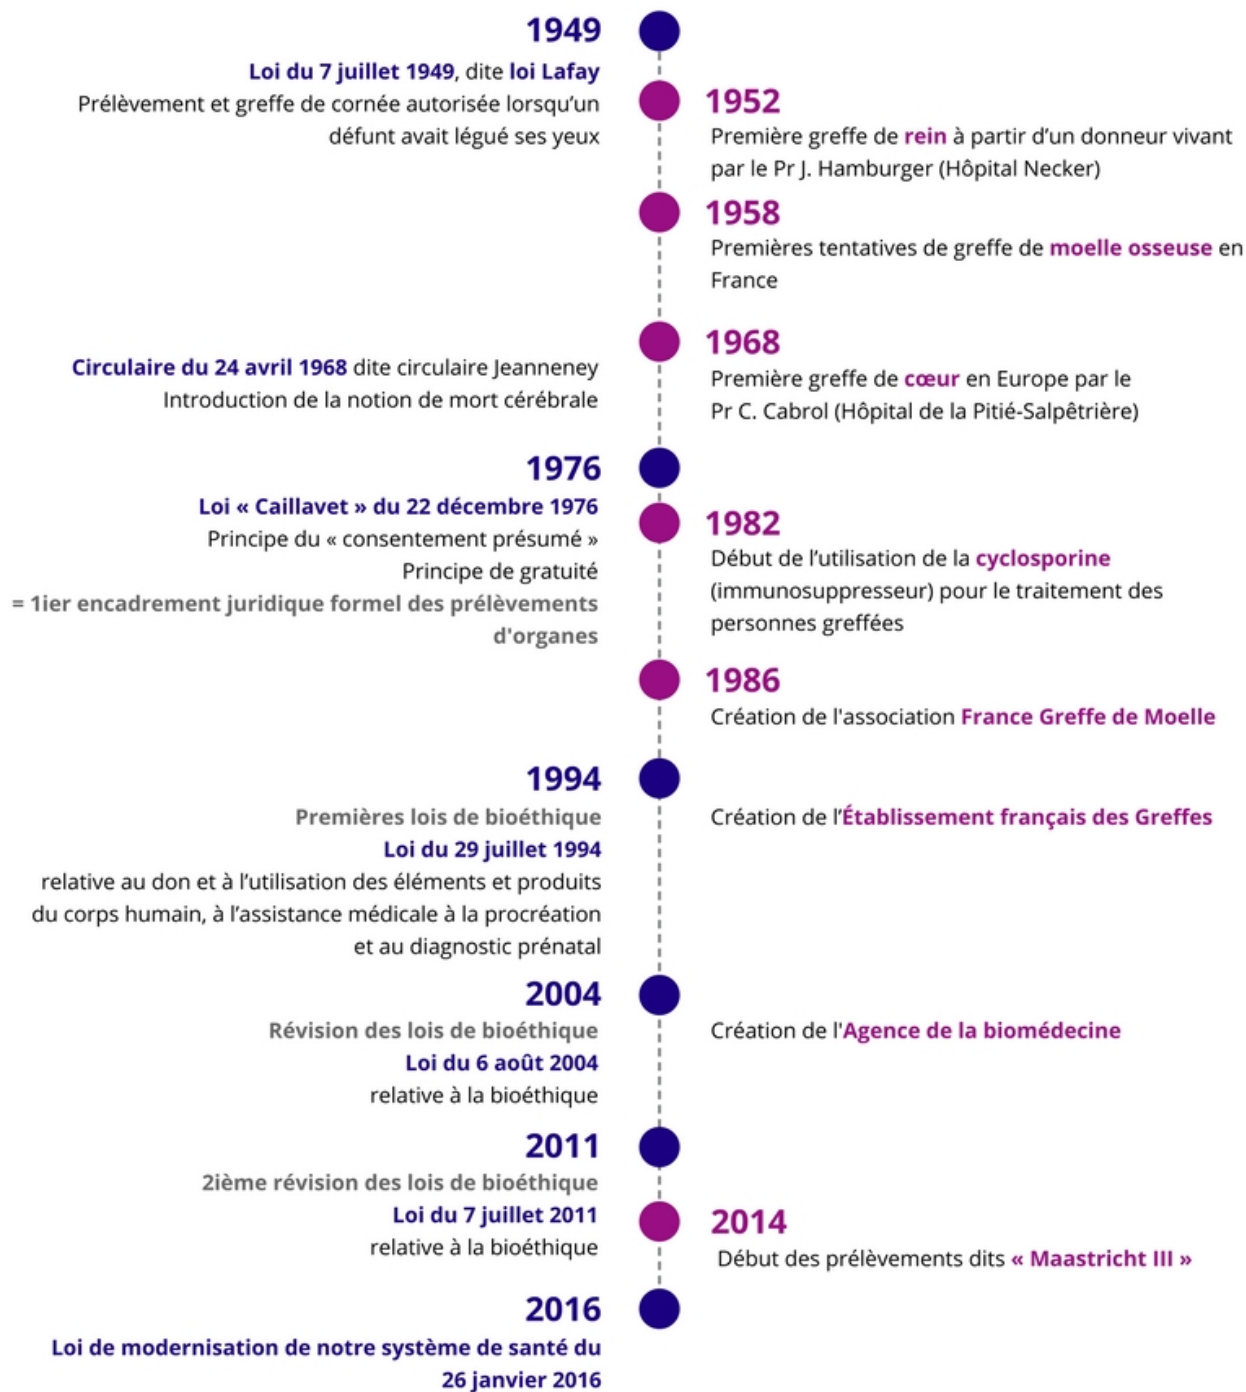 1949
Loi du 7 juillet 1949, dite loi Lafay
Prélèvement et greffe de cornée autorisée lorsqu’un
défunt avait légué ses yeux
1952
Première greffe de rein à partir d’un donneur vivant
par le Pr J. Hamburger (Hôpital Necker)
1958
Premières tentatives de greffe de moelle osseuse en
France
Circulaire du 24 avril 1968 dite circulaire Jeanneney
Introduction de la notion de mort cérébrale
1968
Première greffe de cœur en Europe par le
Pr C. Cabrol (Hôpital de la Pitié-Salpêtrière)
1976
Loi « Caillavet » du 22 décembre 1976
Principe du « consentement présumé »
Principe de gratuité
= 1ier encadrement juridique formel des prélèvements
d'organes
1982
Début de l’utilisation de la cyclosporine
(immunosuppresseur) pour le traitement des
personnes greffées
1986
Création de l'association France Greffe de Moelle
1994
Premières lois de bioéthique
Loi du 29 juillet 1994
relative au don et à l’utilisation des éléments et produits
du corps humain, à l’assistance médicale à la procréation
et au diagnostic prénatal
Création de l’Établissement français des Greffes
2004
Révision des lois de bioéthique
Loi du 6 août 2004
relative à la bioéthique
Création de l'Agence de la biomédecine
2011
2ième révision des lois de bioéthique
Loi du 7 juillet 2011
relative à la bioéthique
2014
Début des prélèvements dits « Maastricht III »
2016
Loi de modernisation de notre système de santé du
26 janvier 2016